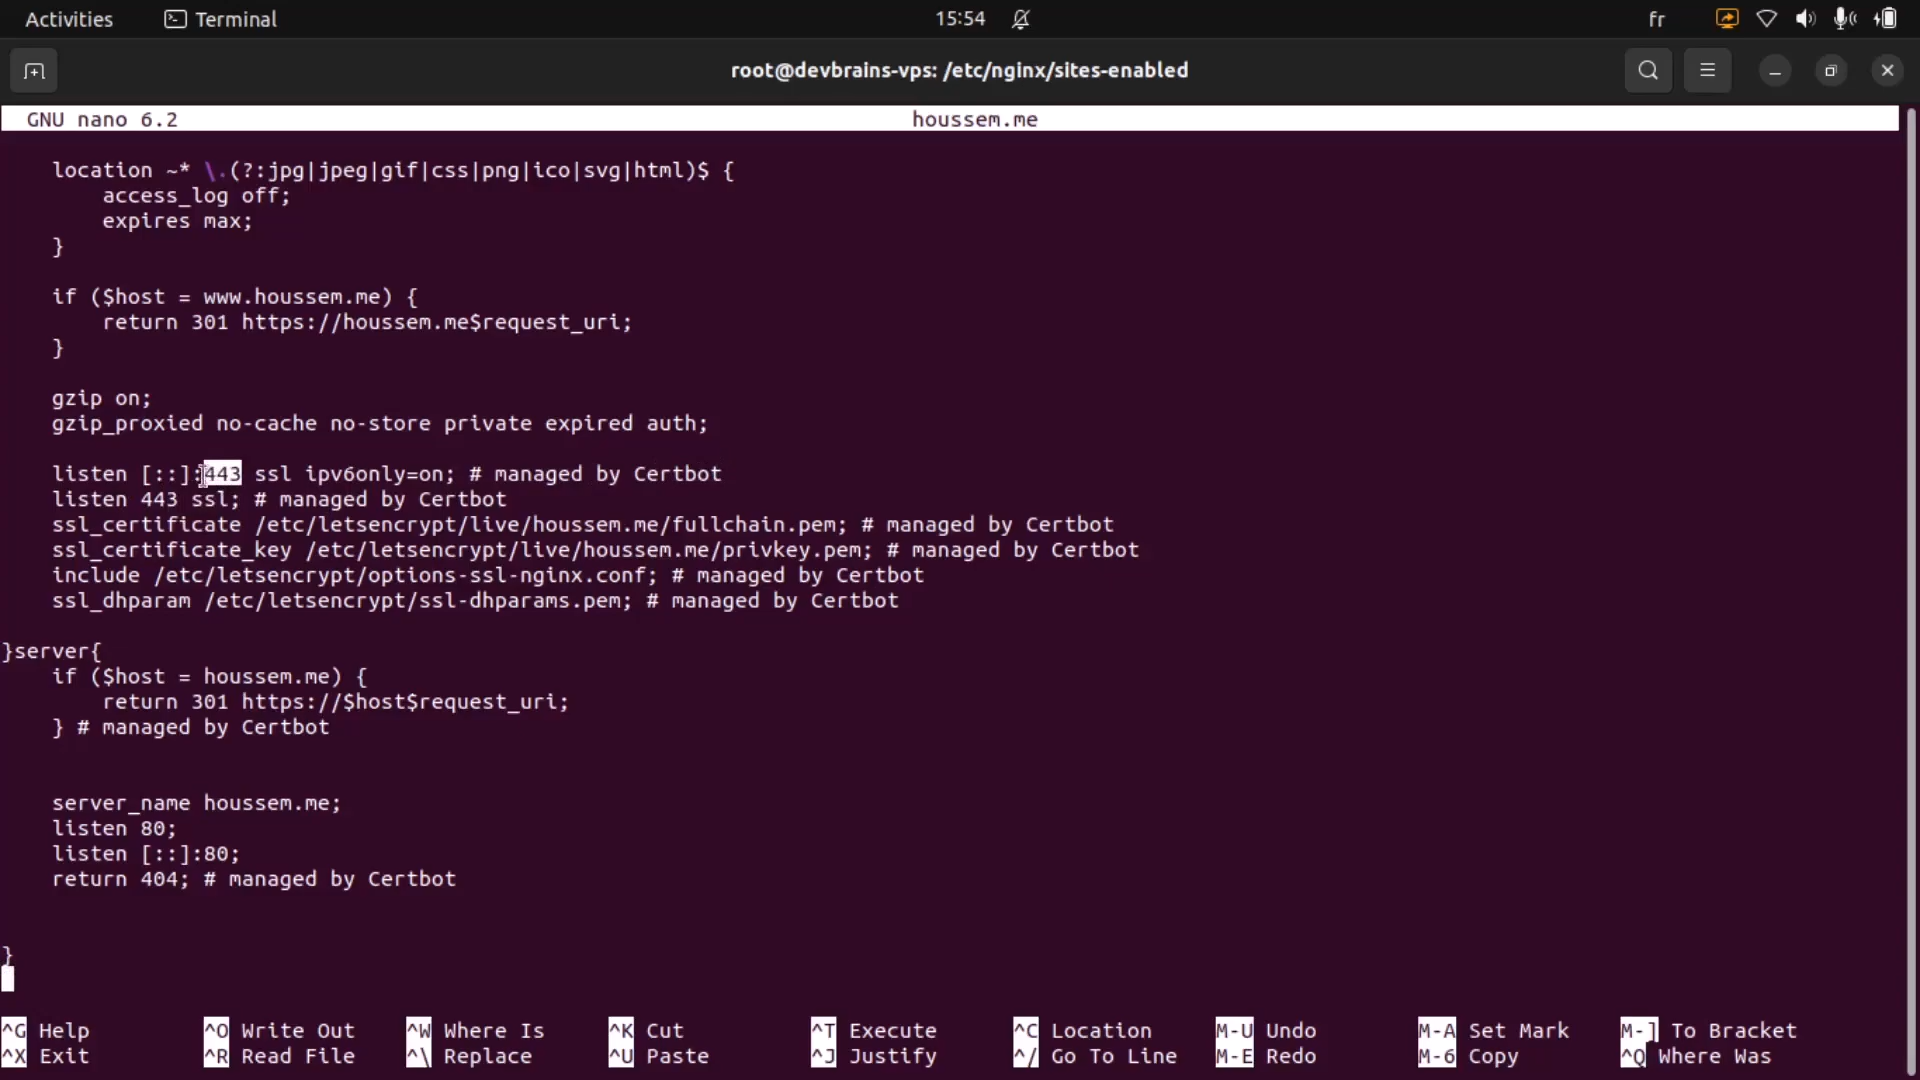 Activities Terminal 15:54 fr
root@devbrains-vps: /etc/nginx/sites-enabled
GNU nano 6.2 houssem.me
location ~* \.(?:jpg|jpeg|gif|css|png|ico|svg|html)$ {
access_log off;
expires max;
}
if ($host = www.houssem.me) {
return 301 https://houssem.me$request_uri;
}
gzip on;
gzip_proxied no-cache no-store private expired auth;
listen [::]:443 ssl ipv6only=on; # managed by Certbot
listen 443 ssl; # managed by Certbot
ssl_certificate /etc/letsencrypt/live/houssem.me/fullchain.pem; # managed by Certbot
ssl_certificate_key /etc/letsencrypt/live/houssem.me/privkey.pem; # managed by Certbot
include /etc/letsencrypt/options-ssl-nginx.conf; # managed by Certbot
ssl_dhparam /etc/letsencrypt/ssl-dhparams.pem; # managed by Certbot
}server{
if ($host = houssem.me) {
return 301 https://$host$request_uri;
} # managed by Certbot
server_name houssem.me;
listen 80;
listen [::]:80;
return 404; # managed by Certbot
}
^G Help ^O Write Out ^W Where Is ^K Cut ^T Execute ^C Location M-U Undo M-A Set Mark M-] To Bracket
^X Exit ^R Read File ^\ Replace ^U Paste ^J Justify ^/ Go To Line M-E Redo M-6 Copy ^Q Where Was